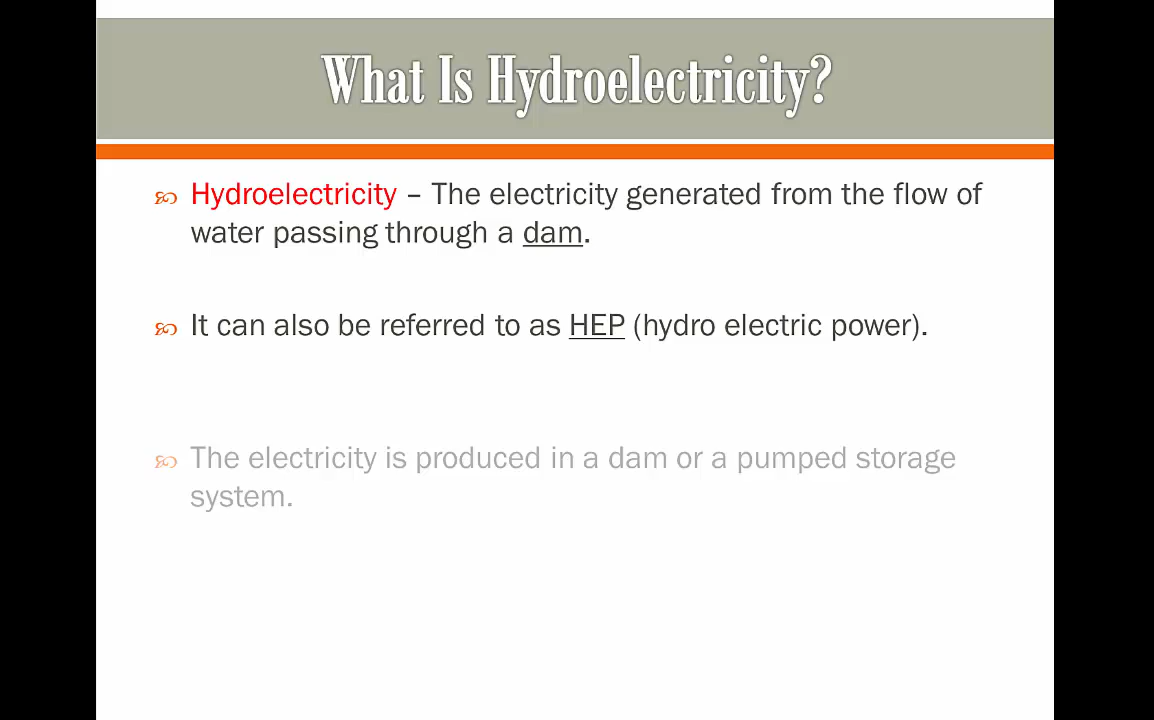 What Is Hydroelectricity?
Hydroelectricity – The electricity generated from the flow of
water passing through a dam.
It can also be referred to as HEP (hydro electric power).
The electricity is produced in a dam or a pumped storage
system.